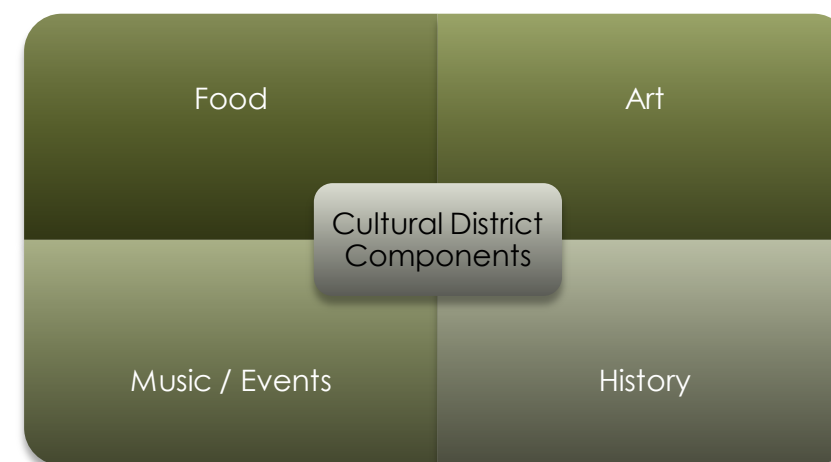 Food
Art
Cultural District
Components
Music / Events
History